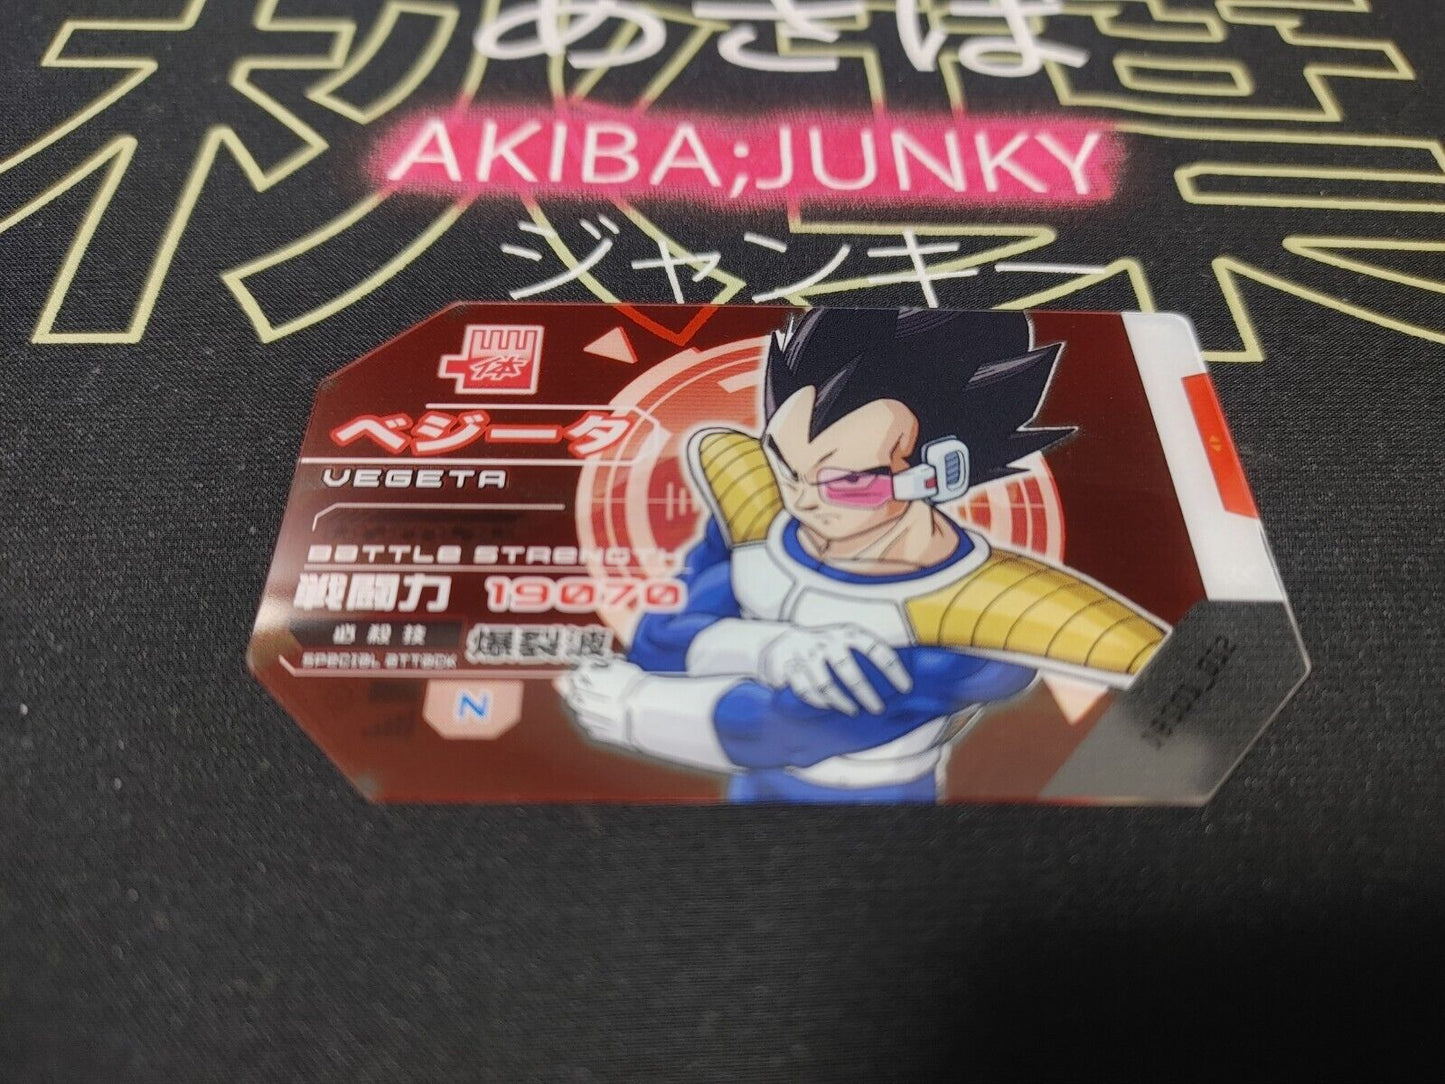 めきば
AKIBA;JUNKY
ジャンキー
体
ベジータ
VEGETA
BATTLE STRENGTH
戦闘力 19070
必殺技
SPECIAL ATTACK
爆裂波
Z